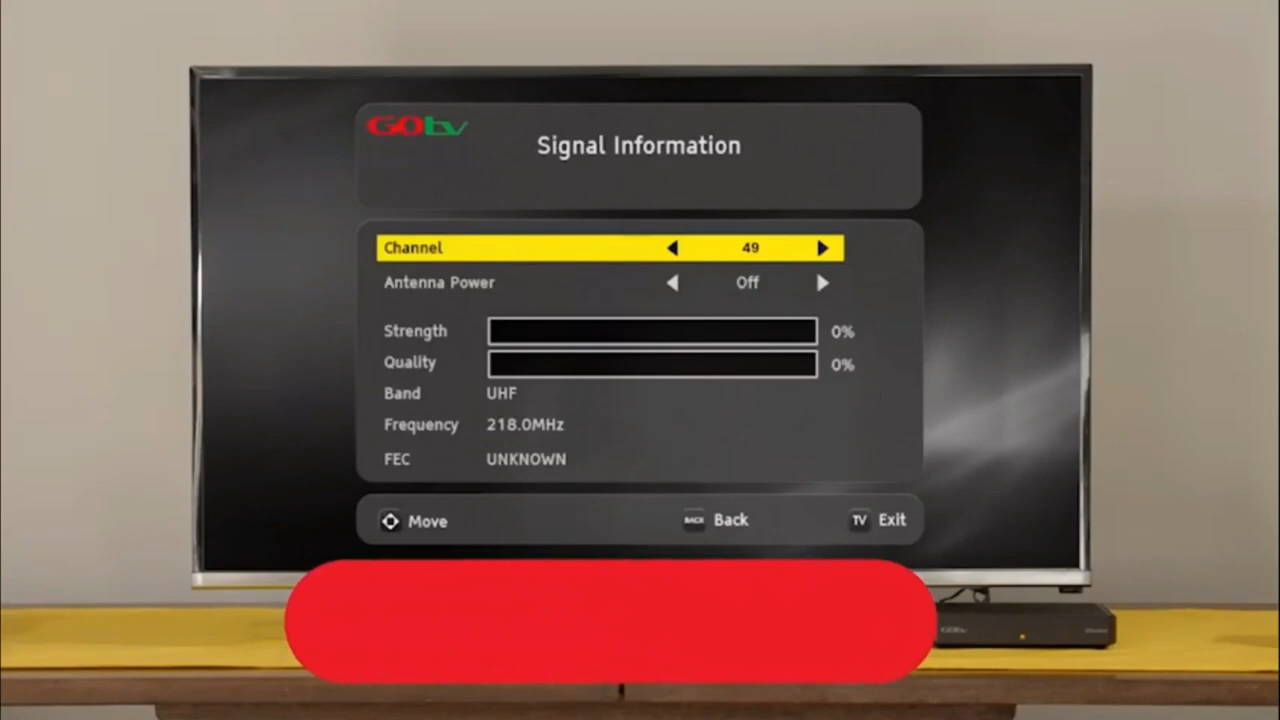 GOtv
Signal Information
Channel 49
Antenna Power Off
Strength 0%
Quality 0%
Band UHF
Frequency 218.0MHz
FEC UNKNOWN
Move BACK Back TV Exit
GOtv